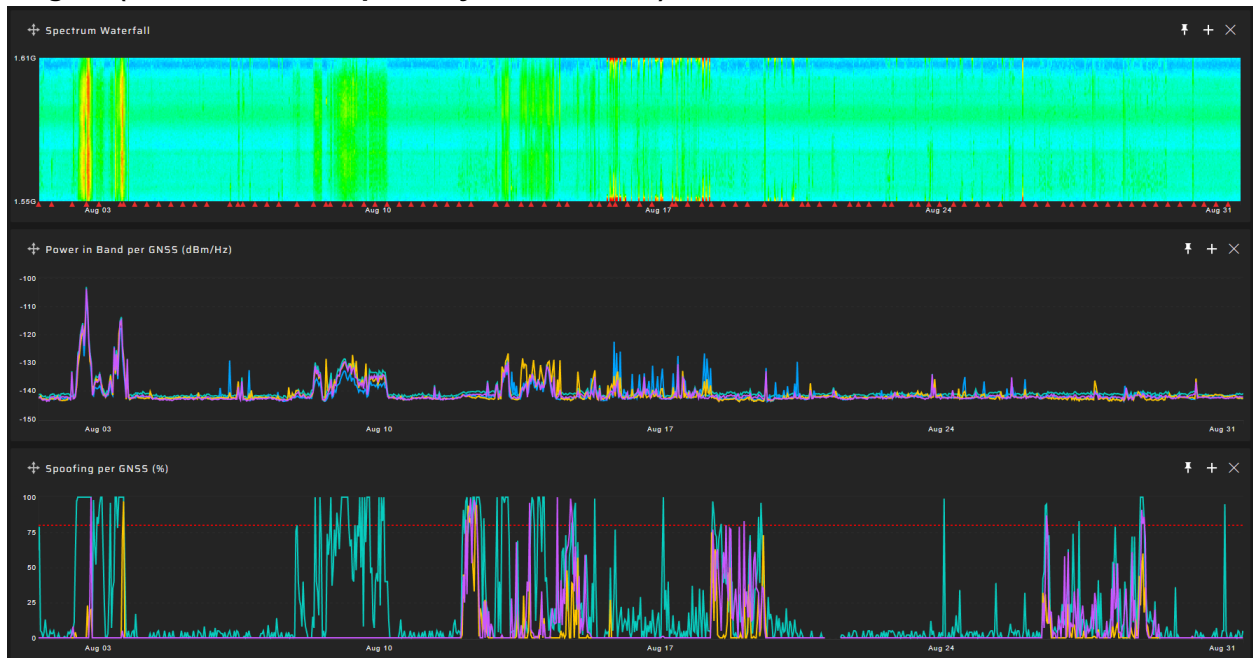 Spectrum Waterfall
1.61G
1.55G
Aug 03 Aug 10 Aug 17 Aug 24 Aug 31
Power in Band per GNSS (dBm/Hz)
-100
-110
-120
-130
-140
-150
Aug 03 Aug 10 Aug 17 Aug 24 Aug 31
Spoofing per GNSS (%)
100
75
50
25
0
Aug 03 Aug 10 Aug 17 Aug 24 Aug 31